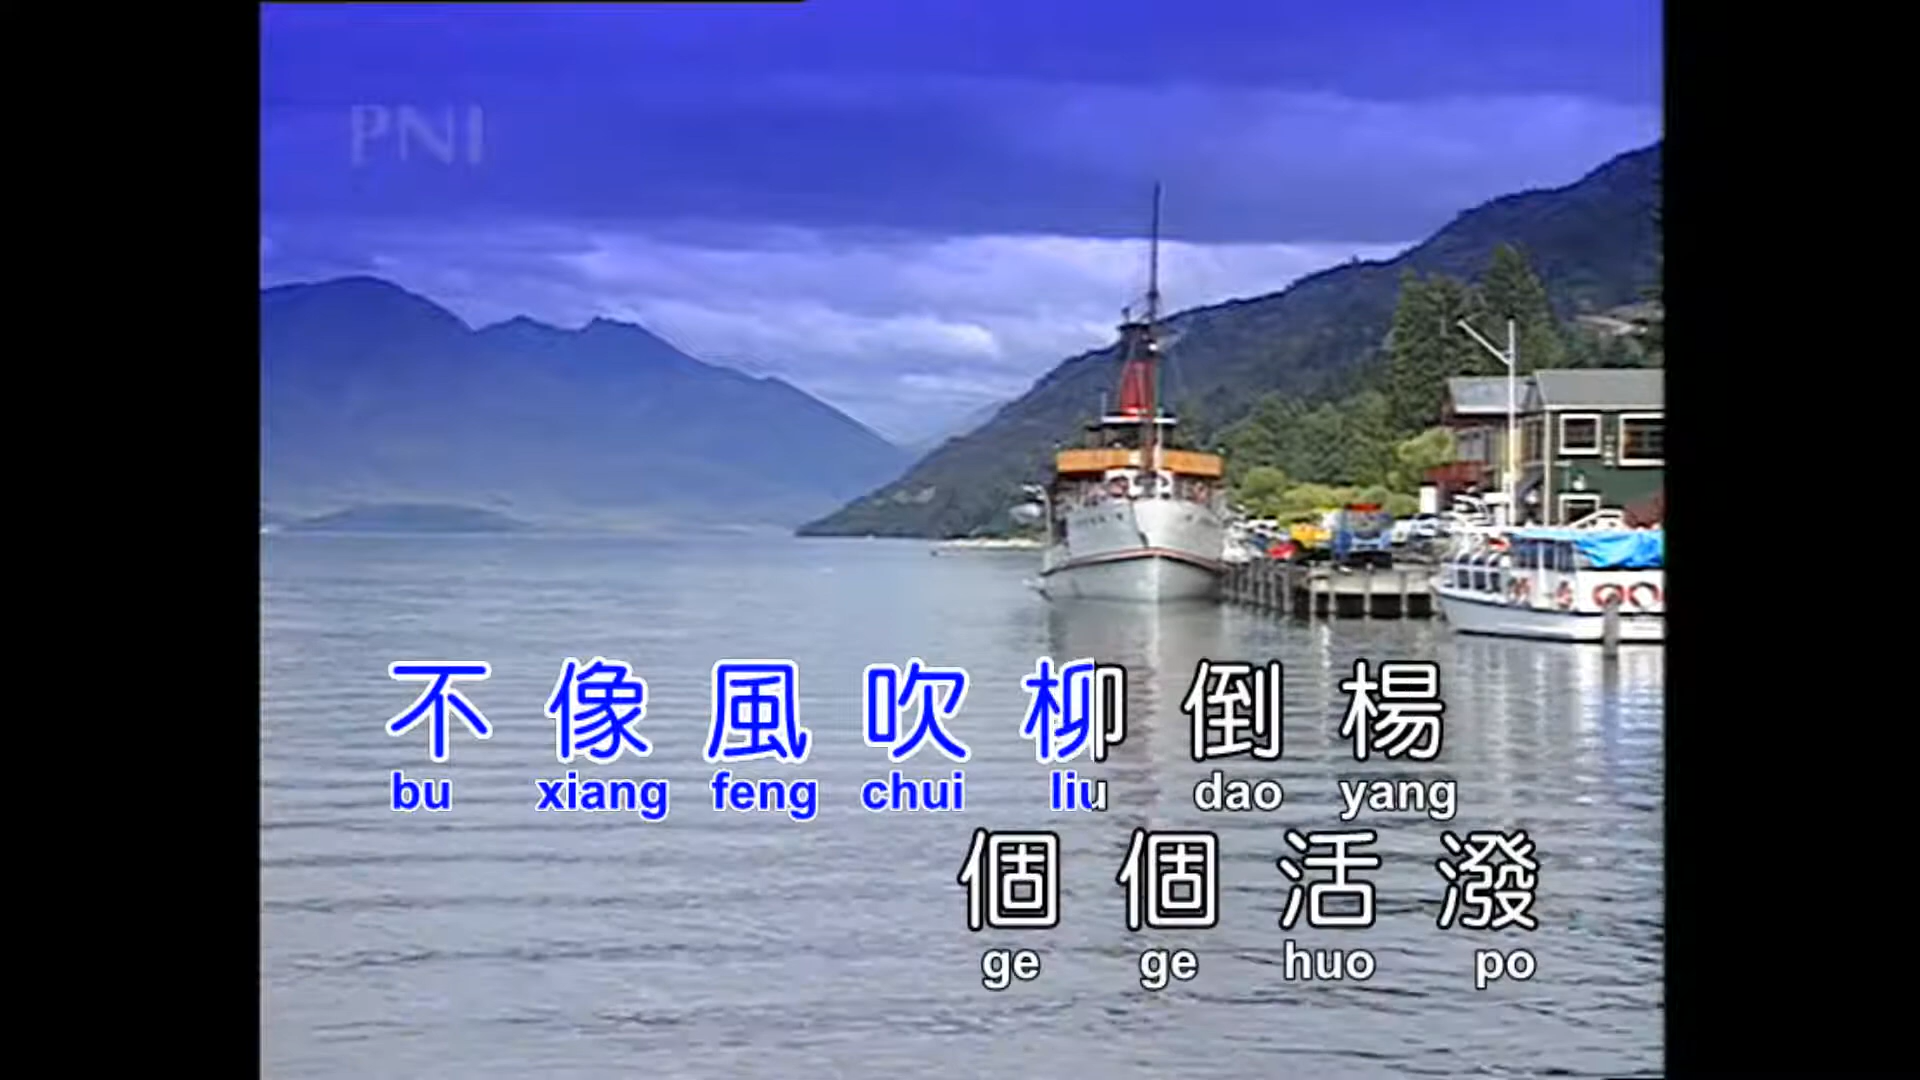 PNI
不 像 風 吹 柳 倒 楊
bu xiang feng chui liu dao yang
個 個 活 潑
ge ge huo po